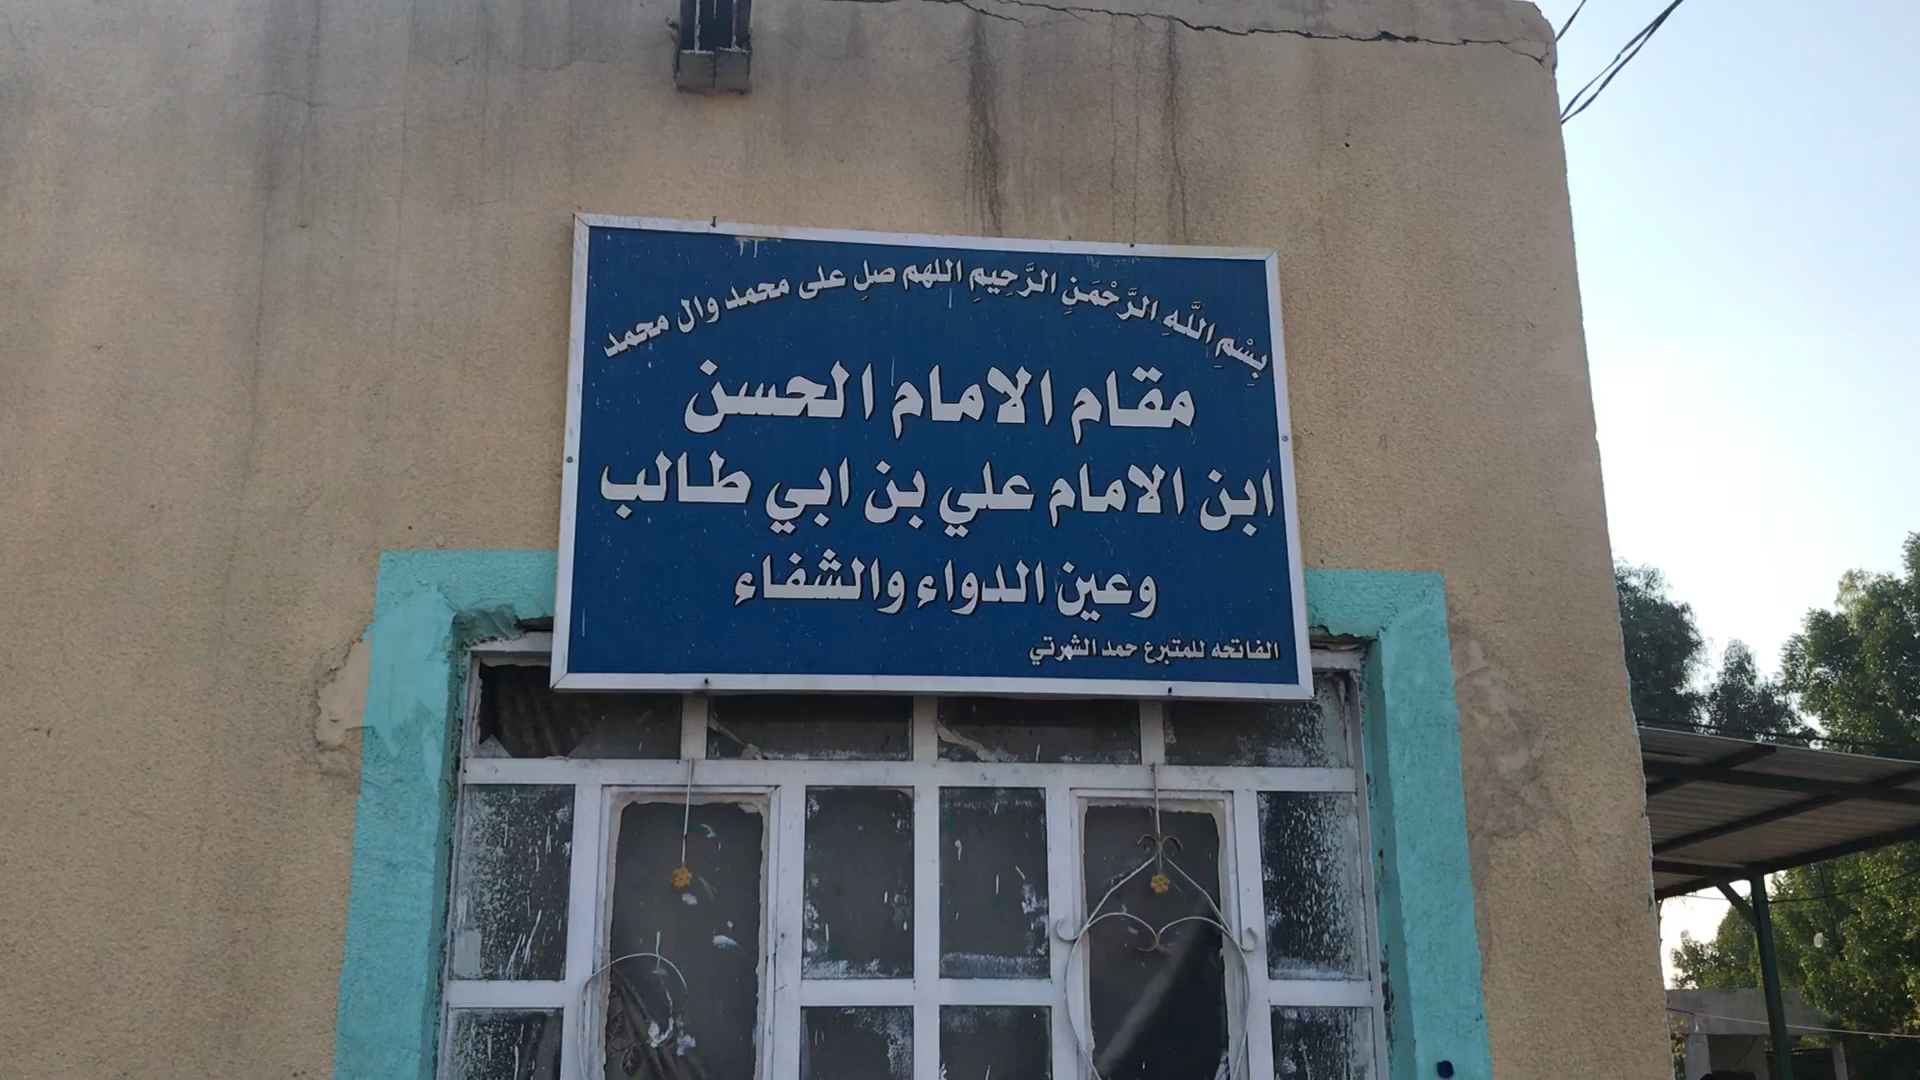 بِسْمِ اللَّهِ الرَّحْمَنِ الرَّحِيمِ اللهم صلِ على محمد وال محمد
مقام الامام الحسن
ابن الامام علي بن ابي طالب
وعين الدواء والشفاء
الفاتحه للمتبرع حمد الشهرتي